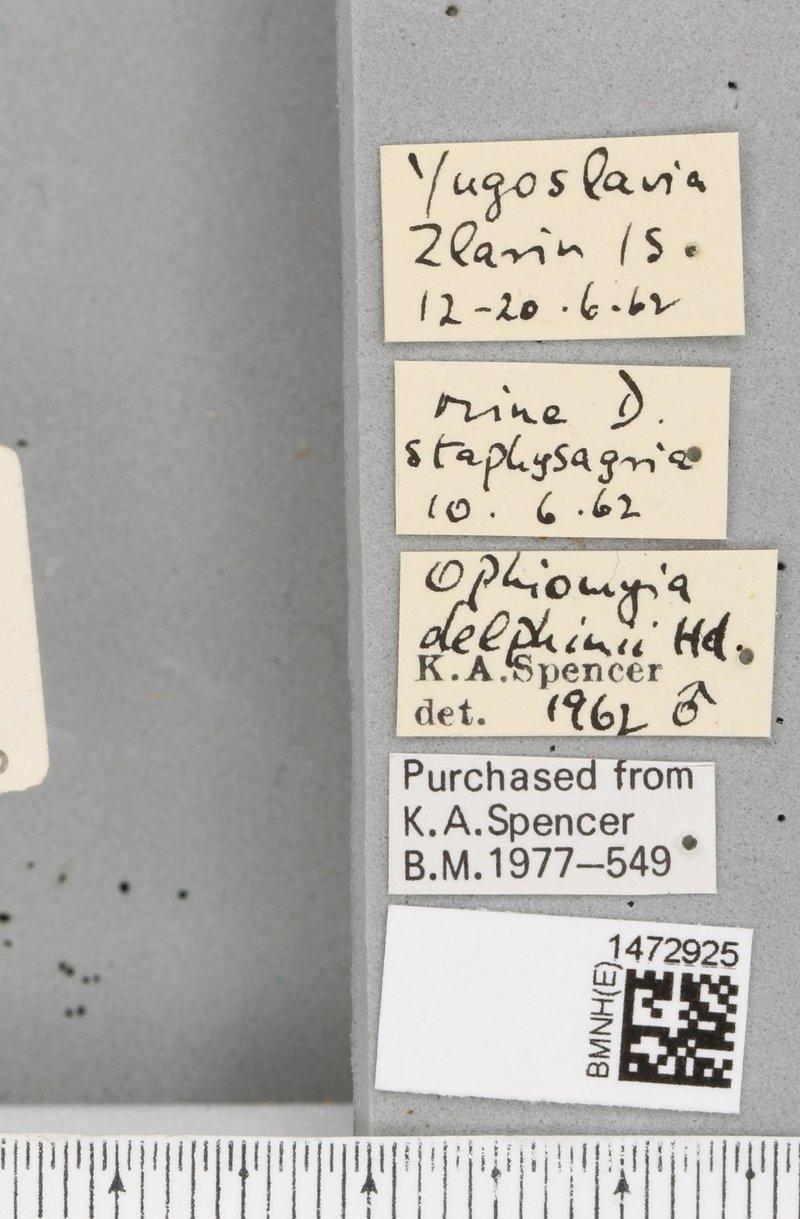 Yugoslavia
Zlarin IS.
12-20.6.62
mine D.
staphysagria
10. 6.62
Ophiomyia
delphinii Hd.
K.A.Spencer
det. 1962 ♂
Purchased from
K.A.Spencer
B.M.1977–549
1472925
BMNH(E)